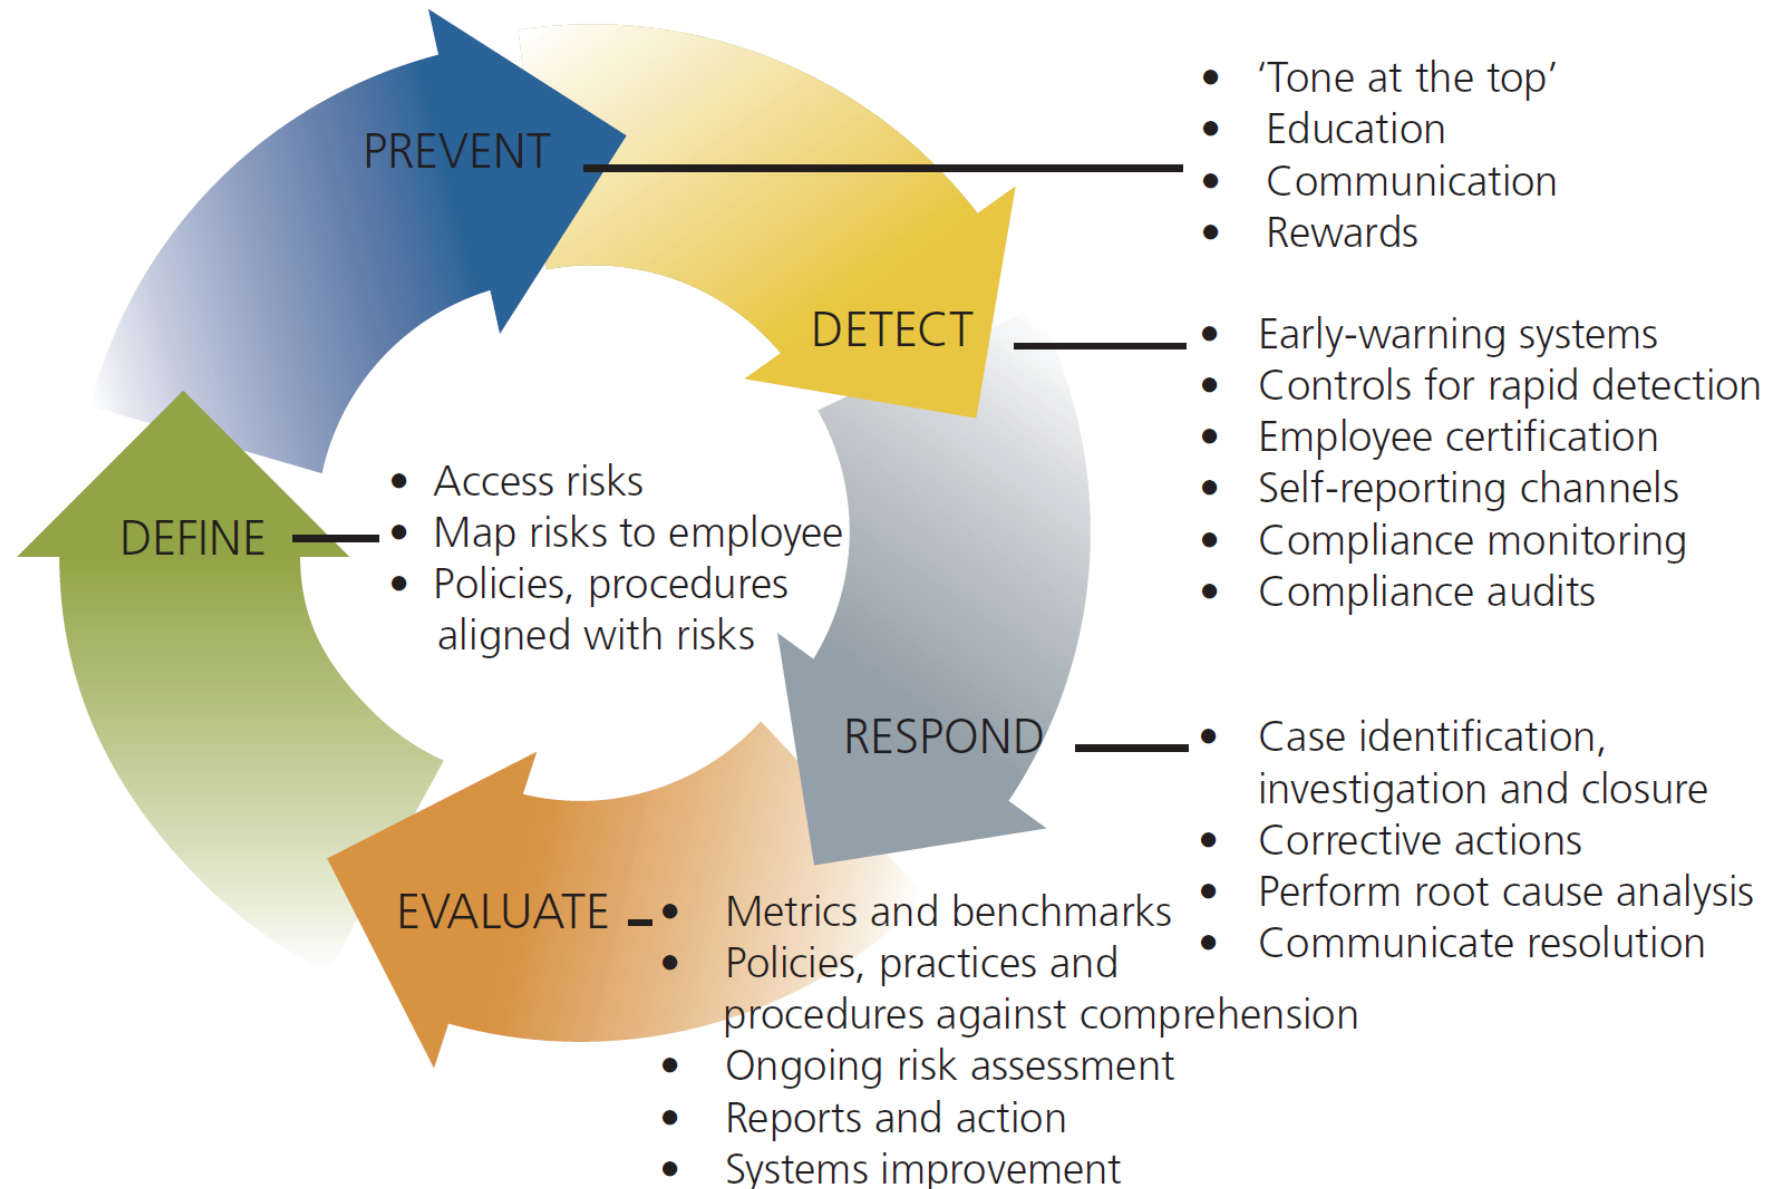 PREVENT
• ‘Tone at the top’
• Education
• Communication
• Rewards
DETECT
• Early-warning systems
• Controls for rapid detection
• Employee certification
• Self-reporting channels
• Compliance monitoring
• Compliance audits
DEFINE
• Access risks
• Map risks to employee
• Policies, procedures
aligned with risks
RESPOND
• Case identification,
investigation and closure
• Corrective actions
• Perform root cause analysis
• Communicate resolution
EVALUATE
• Metrics and benchmarks
• Policies, practices and
procedures against comprehension
• Ongoing risk assessment
• Reports and action
• Systems improvement